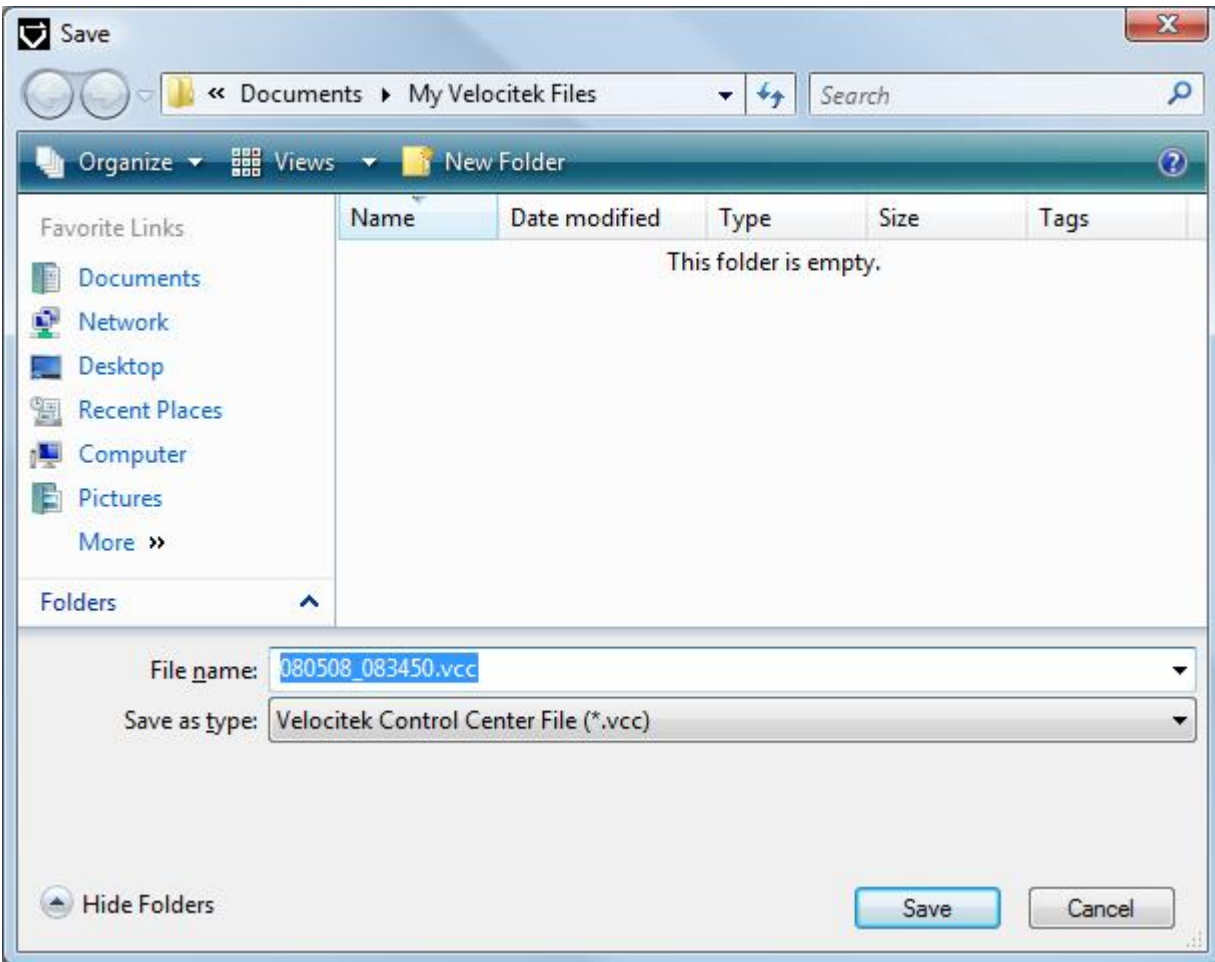 Save
« Documents ▸ My Velocitek Files Search
Organize Views New Folder
Favorite Links
Documents
Network
Desktop
Recent Places
Computer
Pictures
More »
Folders
Name Date modified Type Size Tags
This folder is empty.
File name: 080508_083450.vcc
Save as type: Velocitek Control Center File (*.vcc)
Hide Folders Save Cancel